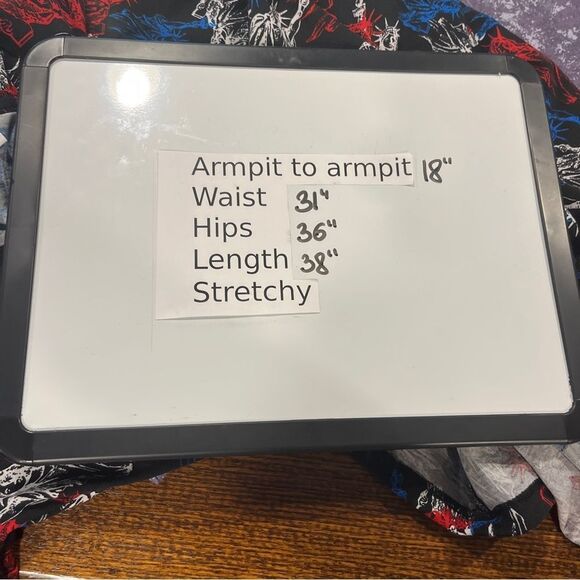 Armpit to armpit 18"
Waist 31"
Hips 36"
Length 38"
Stretchy